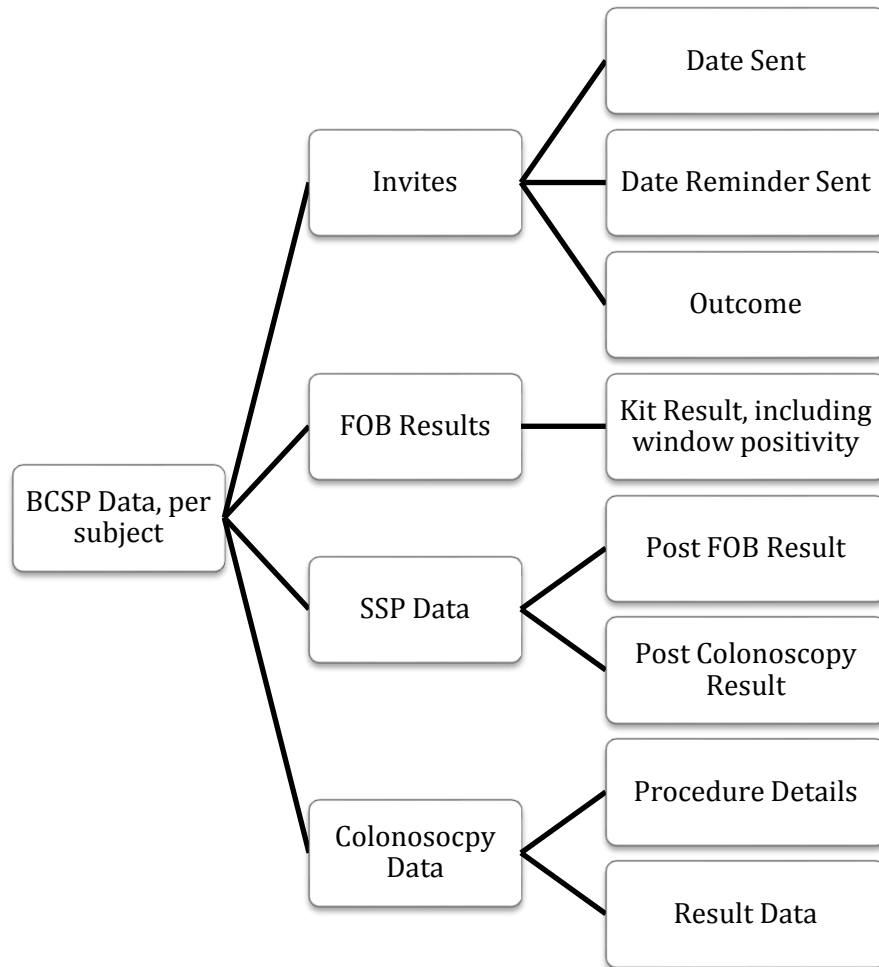 Date Sent
Invites
Date Reminder Sent
Outcome
FOB Results
Kit Result, including
window positivity
BCSP Data, per
subject
SSP Data
Post FOB Result
Post Colonoscopy
Result
Colonosocpy
Data
Procedure Details
Result Data